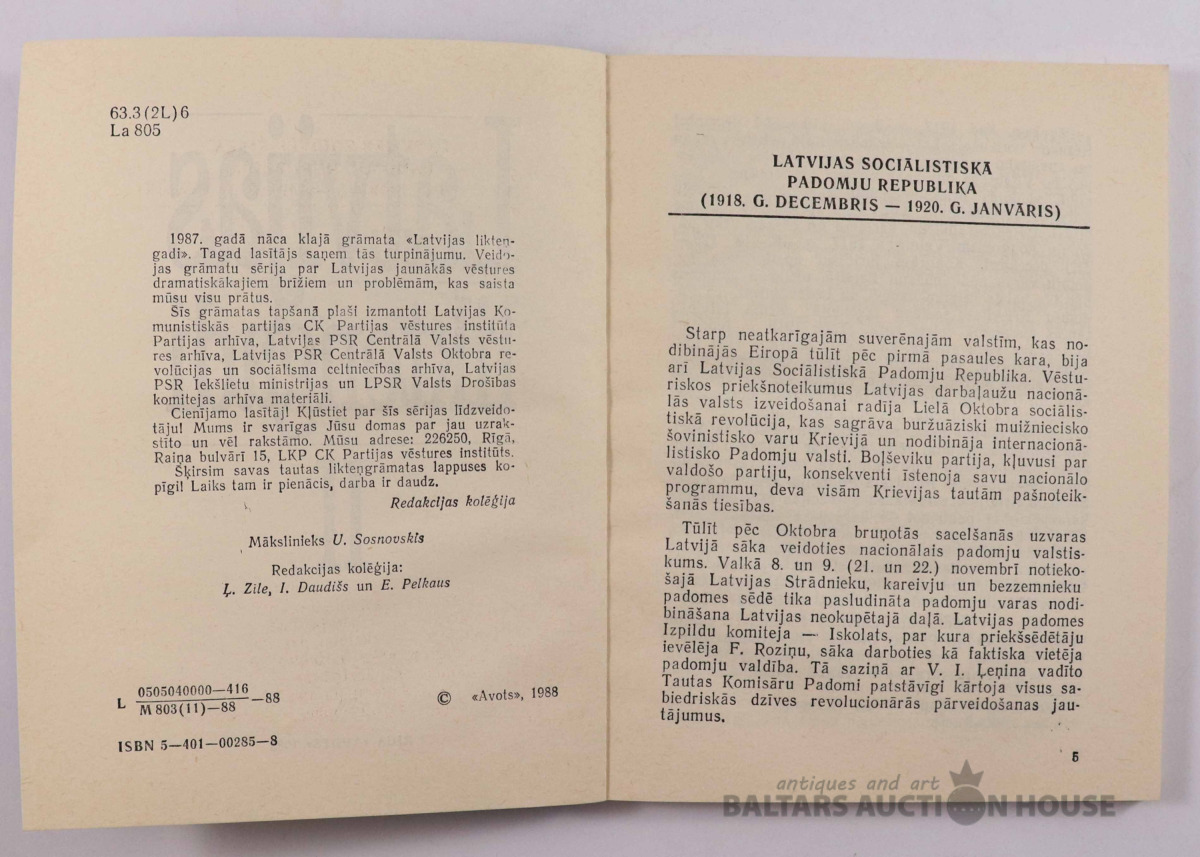 63.3(2L)6
La 805
1987. gadā nāca klajā grāmata «Latvijas likteņ-
gadi». Tagad lasītājs saņem tās turpinājumu. Veido-
jas grāmatu sērija par Latvijas jaunākās vēstures
dramatiskākajiem brīžiem un problēmām, kas saista
mūsu visu prātus.
Šīs grāmatas tapšanā plaši izmantoti Latvijas Ko-
munistiskās partijas CK Partijas vēstures institūta
Partijas arhīva, Latvijas PSR Centrālā Valsts vēstu-
res arhīva, Latvijas PSR Centrālā Valsts Oktobra re-
volūcijas un sociālisma celtniecības arhīva, Latvijas
PSR Iekšlietu ministrijas un LPSR Valsts Drošības
komitejas arhīva materiāli.
Cienījamo lasītāj! Kļūstiet par šīs sērijas līdzveido-
tāju! Mums ir svarīgas Jūsu domas par jau uzrak-
stīto un vēl rakstāmo. Mūsu adrese: 226250, Rīgā,
Raiņa bulvārī 15, LKP CK Partijas vēstures institūts.
Šķirsim savas tautas likteņgrāmatas lappuses ko-
pīgi! Laiks tam ir pienācis, darba ir daudz.
Redakcijas kolēģija
Mākslinieks U. Sosnovskis
Redakcijas kolēģija:
Ļ. Zīle, I. Daudišs un E. Pelkaus
L 0505040000—416
M 803(11)—88 —88
© «Avots», 1988
ISBN 5—401—00285—8
LATVIJAS SOCIĀLISTISKĀ
PADOMJU REPUBLIKA
(1918. G. DECEMBRIS — 1920. G. JANVĀRIS)
Starp neatkarīgajām suverēnajām valstīm, kas no-
dibinājās Eiropā tūlīt pēc pirmā pasaules kara, bija
arī Latvijas Sociālistiskā Padomju Republika. Vēstu-
riskos priekšnoteikumus Latvijas darbaļaužu nacionā-
lās valsts izveidošanai radīja Lielā Oktobra sociālis-
tiskā revolūcija, kas sagrāva buržuāziski muižniecisko
šovinistisko varu Krievijā un nodibināja internacionā-
listisko Padomju valsti. Boļševiku partija, kļuvusi par
valdošo partiju, konsekventi īstenoja savu nacionālo
programmu, deva visām Krievijas tautām pašnoteik-
šanās tiesības.
Tūlīt pēc Oktobra bruņotās sacelšanās uzvaras
Latvijā sāka veidoties nacionālais padomju valstis-
kums. Valkā 8. un 9. (21. un 22.) novembrī notieko-
šajā Latvijas Strādnieku, kareivju un bezzemnieku
padomes sēdē tika pasludināta padomju varas nodi-
bināšana Latvijas neokupētajā daļā. Latvijas padomes
Izpildu komiteja — Iskolats, par kura priekšsēdētāju
ievēlēja F. Roziņu, sāka darboties kā faktiska vietēja
padomju valdība. Tā saziņā ar V. I. Ļeņina vadīto
Tautas Komisāru Padomi patstāvīgi kārtoja visus sa-
biedriskās dzīves revolucionārās pārveidošanas jau-
tājumus.
5
antiques and art
BALTARS AUCTION HOUSE